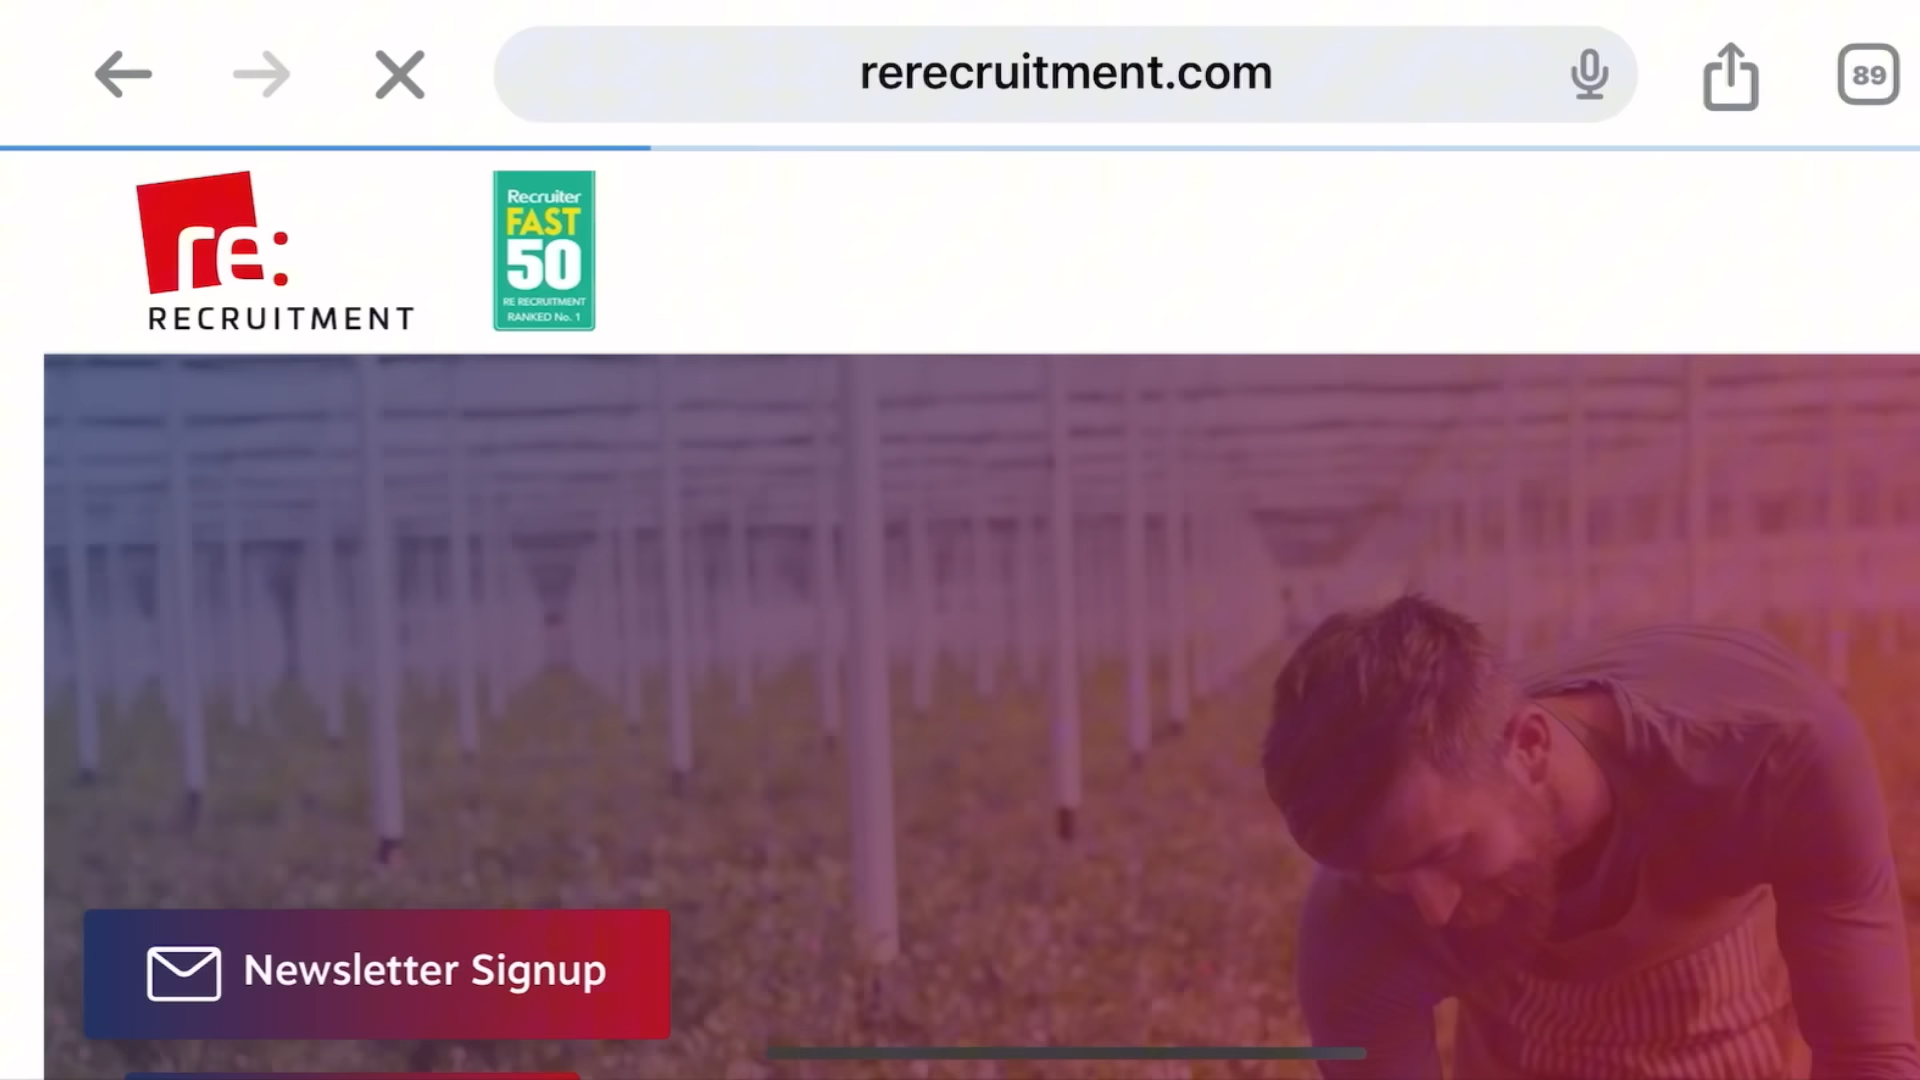 rerecruitment.com
89
re:
RECRUITMENT
Recruiter
FAST
50
RE RECRUITMENT
RANKED No. 1
Newsletter Signup